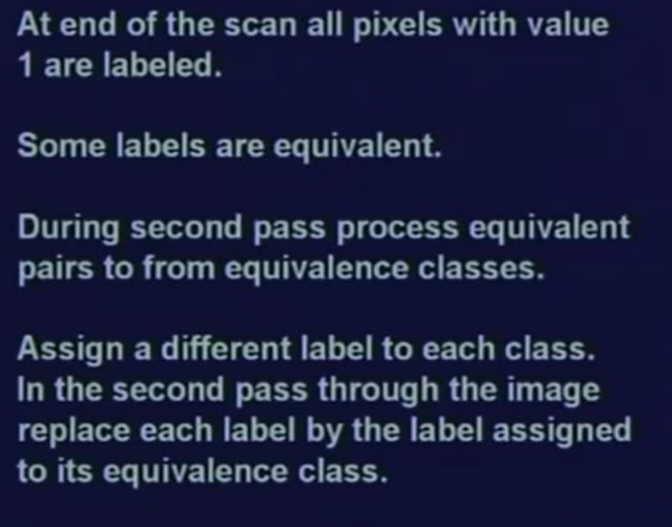 At end of the scan all pixels with value
1 are labeled.
Some labels are equivalent.
During second pass process equivalent
pairs to from equivalence classes.
Assign a different label to each class.
In the second pass through the image
replace each label by the label assigned
to its equivalence class.